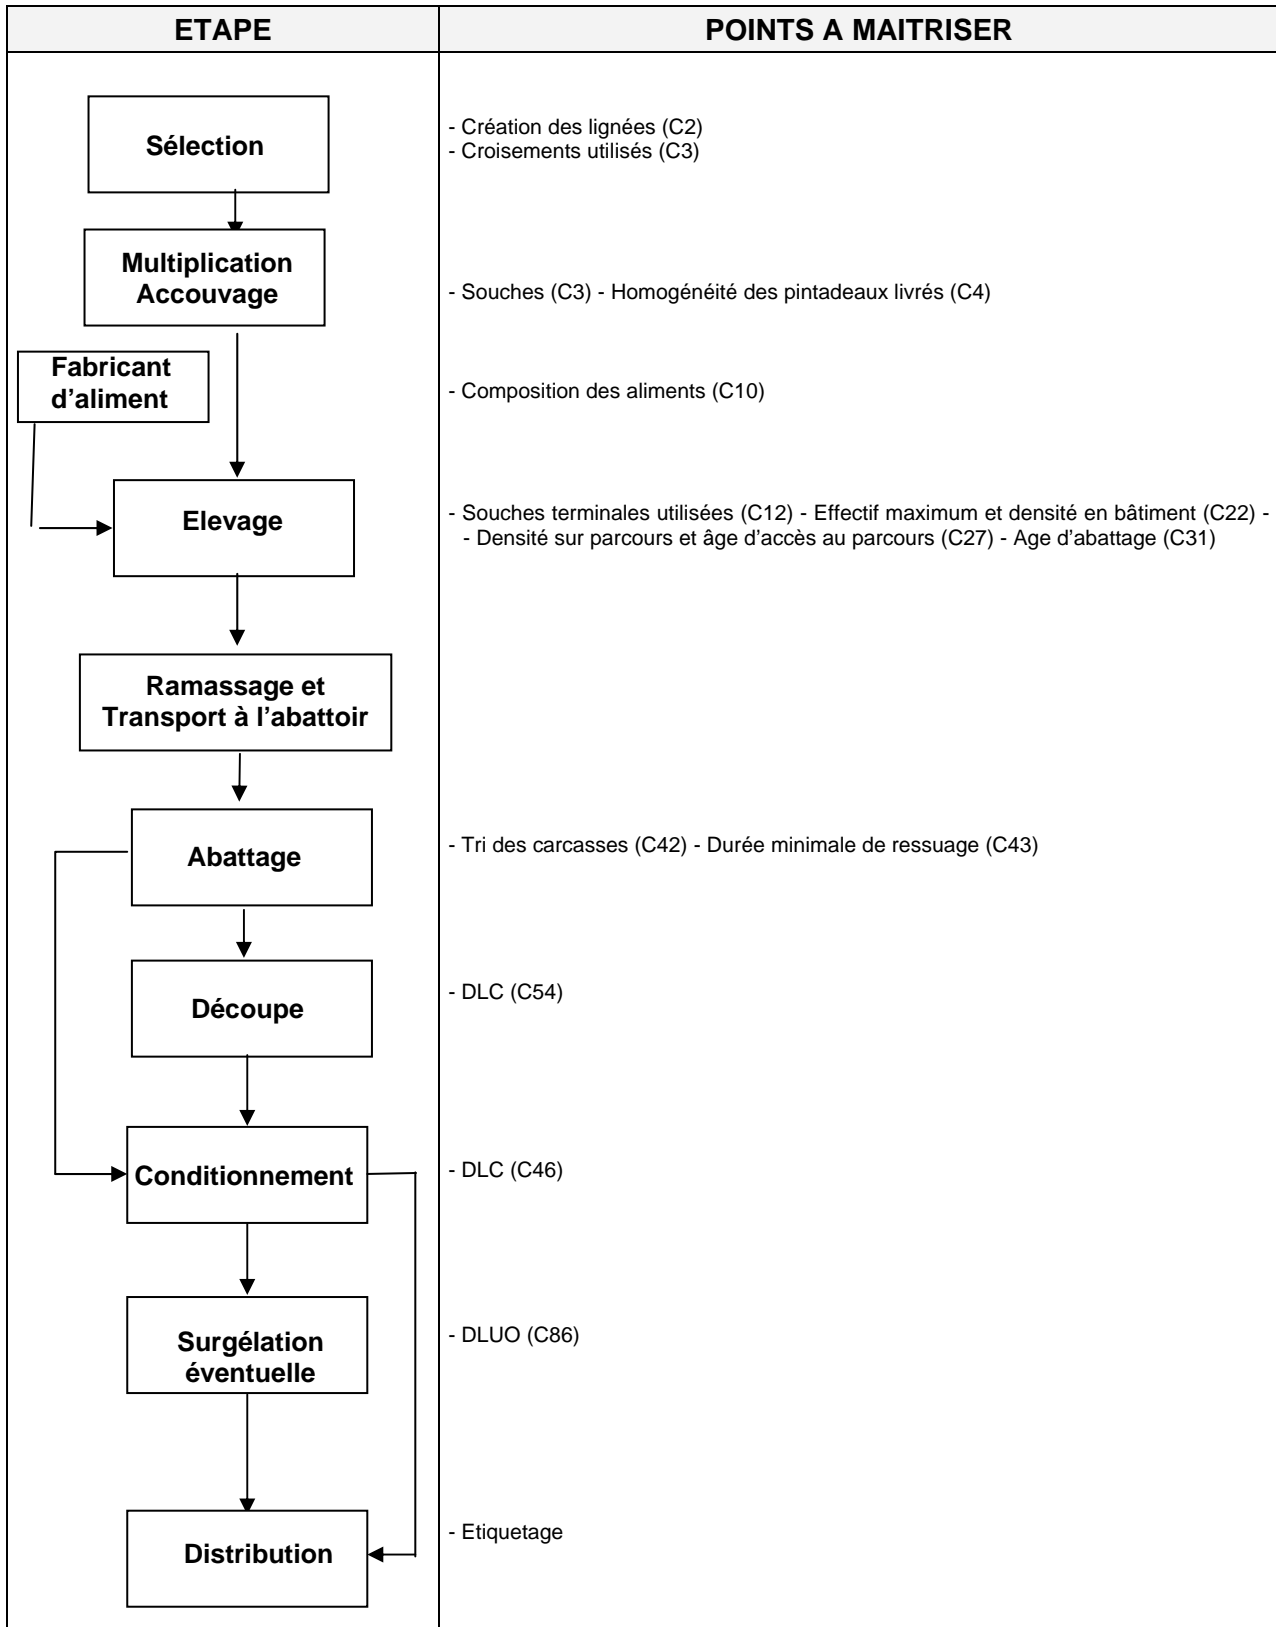 ETAPE
POINTS A MAITRISER
Sélection
- Création des lignées (C2)
- Croisements utilisés (C3)
Multiplication
Accouvage
- Souches (C3) - Homogénéité des pintadeaux livrés (C4)
Fabricant
d’aliment
- Composition des aliments (C10)
Elevage
- Souches terminales utilisées (C12) - Effectif maximum et densité en bâtiment (C22) -
- Densité sur parcours et âge d’accès au parcours (C27) - Age d’abattage (C31)
Ramassage et
Transport à l’abattoir
Abattage
- Tri des carcasses (C42) - Durée minimale de ressuage (C43)
Découpe
- DLC (C54)
Conditionnement
- DLC (C46)
Surgélation
éventuelle
- DLUO (C86)
Distribution
- Etiquetage